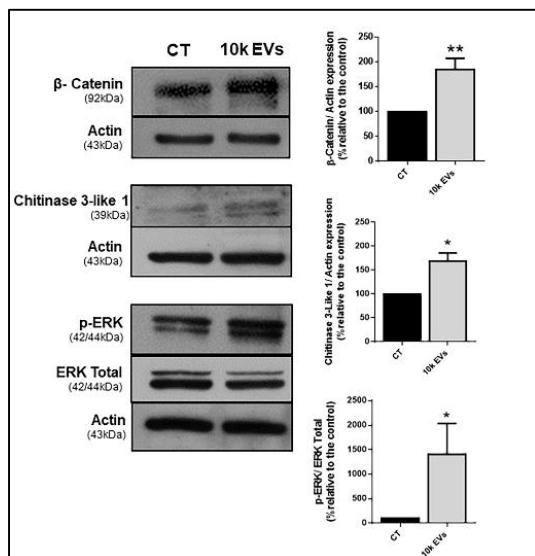 CT 10k EVs
β- Catenin
(92kDa)
Actin
(43kDa)
Chitinase 3-like 1
(39kDa)
Actin
(43kDa)
p-ERK
(42/44kDa)
ERK Total
(42/44kDa)
Actin
(43kDa)
β-Catenin/ Actin expression
(% relative to the control)
200
150
100
50
0
**
CT
10k EVs
Chitinase 3-Like 1/ Actin expression
(% relative to the control)
200
150
100
50
0
*
CT
10k EVs
p-ERK/ ERK Total
(% relative to the control)
2500
2000
1500
1000
500
0
*
CT
10k EVs